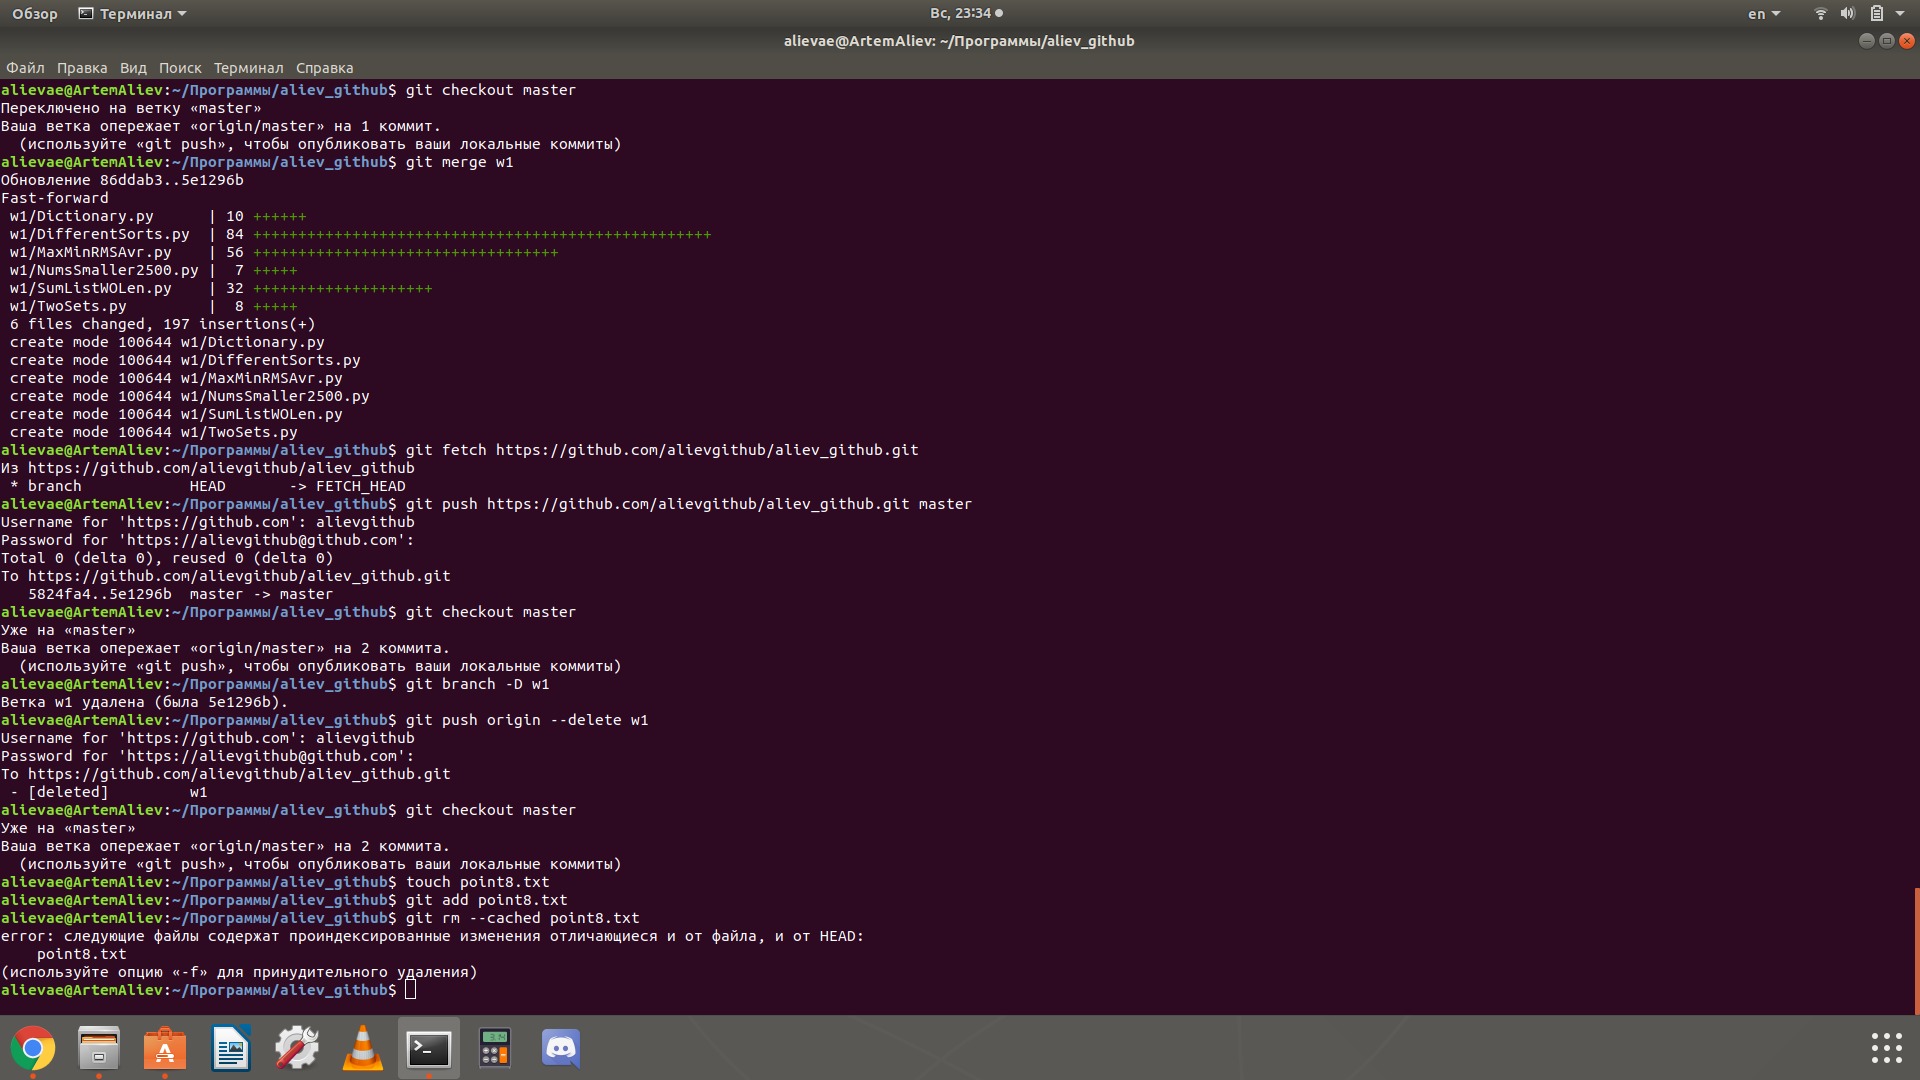 Обзор Терминал Вс, 23:34 en
alievae@ArtemAliev: ~/Программы/aliev_github
Файл Правка Вид Поиск Терминал Справка
alievae@ArtemAliev:~/Программы/aliev_github$ git checkout master
Переключено на ветку «master»
Ваша ветка опережает «origin/master» на 1 коммит.
  (используйте «git push», чтобы опубликовать ваши локальные коммиты)
alievae@ArtemAliev:~/Программы/aliev_github$ git merge w1
Обновление 86ddab3..5e1296b
Fast-forward
 w1/Dictionary.py      | 10 ++++++
 w1/DifferentSorts.py  | 84 +++++++++++++++++++++++++++++++++++++++++++++++++++
 w1/MaxMinRMSAvr.py    | 56 ++++++++++++++++++++++++++++++++++
 w1/NumsSmaller2500.py |  7 +++++
 w1/SumListWOLen.py    | 32 ++++++++++++++++++++
 w1/TwoSets.py         |  8 +++++
 6 files changed, 197 insertions(+)
 create mode 100644 w1/Dictionary.py
 create mode 100644 w1/DifferentSorts.py
 create mode 100644 w1/MaxMinRMSAvr.py
 create mode 100644 w1/NumsSmaller2500.py
 create mode 100644 w1/SumListWOLen.py
 create mode 100644 w1/TwoSets.py
alievae@ArtemAliev:~/Программы/aliev_github$ git fetch https://github.com/alievgithub/aliev_github.git
Из https://github.com/alievgithub/aliev_github
 * branch            HEAD       -> FETCH_HEAD
alievae@ArtemAliev:~/Программы/aliev_github$ git push https://github.com/alievgithub/aliev_github.git master
Username for 'https://github.com': alievgithub
Password for 'https://alievgithub@github.com':
Total 0 (delta 0), reused 0 (delta 0)
To https://github.com/alievgithub/aliev_github.git
   5824fa4..5e1296b  master -> master
alievae@ArtemAliev:~/Программы/aliev_github$ git checkout master
Уже на «master»
Ваша ветка опережает «origin/master» на 2 коммита.
  (используйте «git push», чтобы опубликовать ваши локальные коммиты)
alievae@ArtemAliev:~/Программы/aliev_github$ git branch -D w1
Ветка w1 удалена (была 5e1296b).
alievae@ArtemAliev:~/Программы/aliev_github$ git push origin --delete w1
Username for 'https://github.com': alievgithub
Password for 'https://alievgithub@github.com':
To https://github.com/alievgithub/aliev_github.git
 - [deleted]         w1
alievae@ArtemAliev:~/Программы/aliev_github$ git checkout master
Уже на «master»
Ваша ветка опережает «origin/master» на 2 коммита.
  (используйте «git push», чтобы опубликовать ваши локальные коммиты)
alievae@ArtemAliev:~/Программы/aliev_github$ touch point8.txt
alievae@ArtemAliev:~/Программы/aliev_github$ git add point8.txt
alievae@ArtemAliev:~/Программы/aliev_github$ git rm --cached point8.txt
error: следующие файлы содержат проиндексированные изменения отличающиеся и от файла, и от HEAD:
    point8.txt
(используйте опцию «-f» для принудительного удаления)
alievae@ArtemAliev:~/Программы/aliev_github$